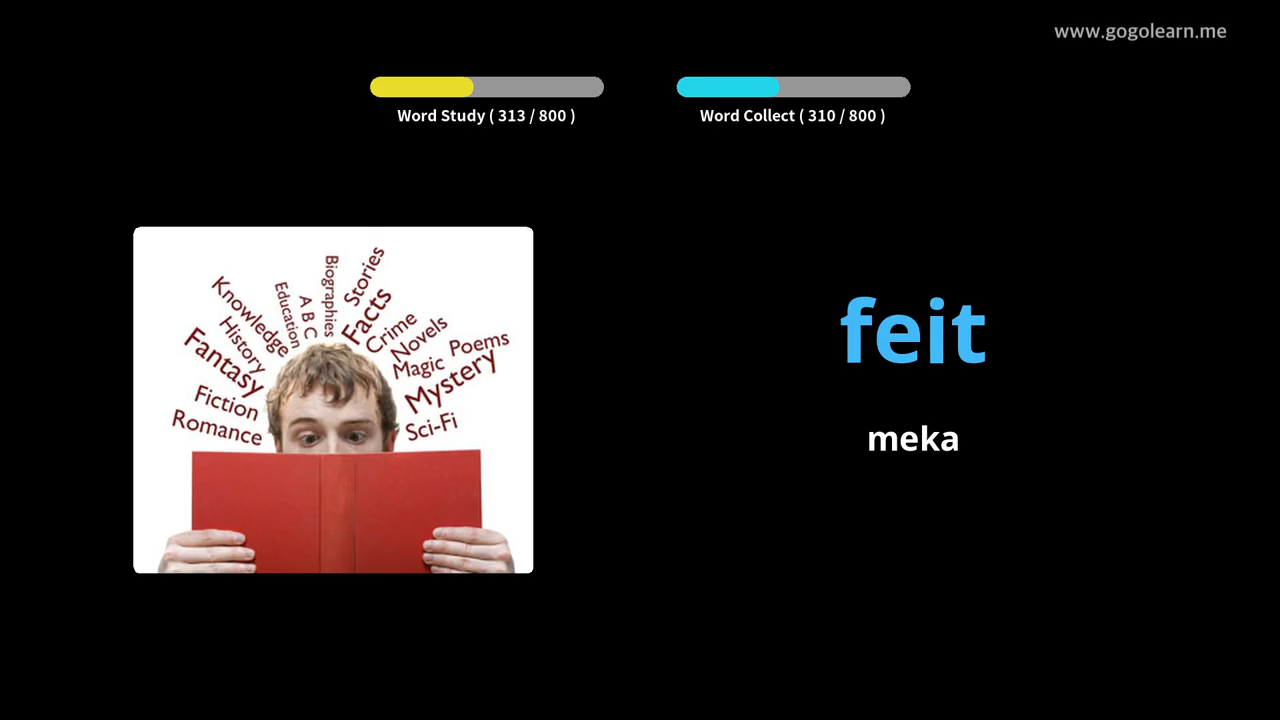 www.gogolearn.me
Word Study ( 313 / 800 )
Word Collect ( 310 / 800 )
Knowledge
History
Fantasy
Fiction
Romance
Education
A B C
Biographies
Stories
Facts
Crime
Novels
Magic
Poems
Mystery
Sci-Fi
feit
meka